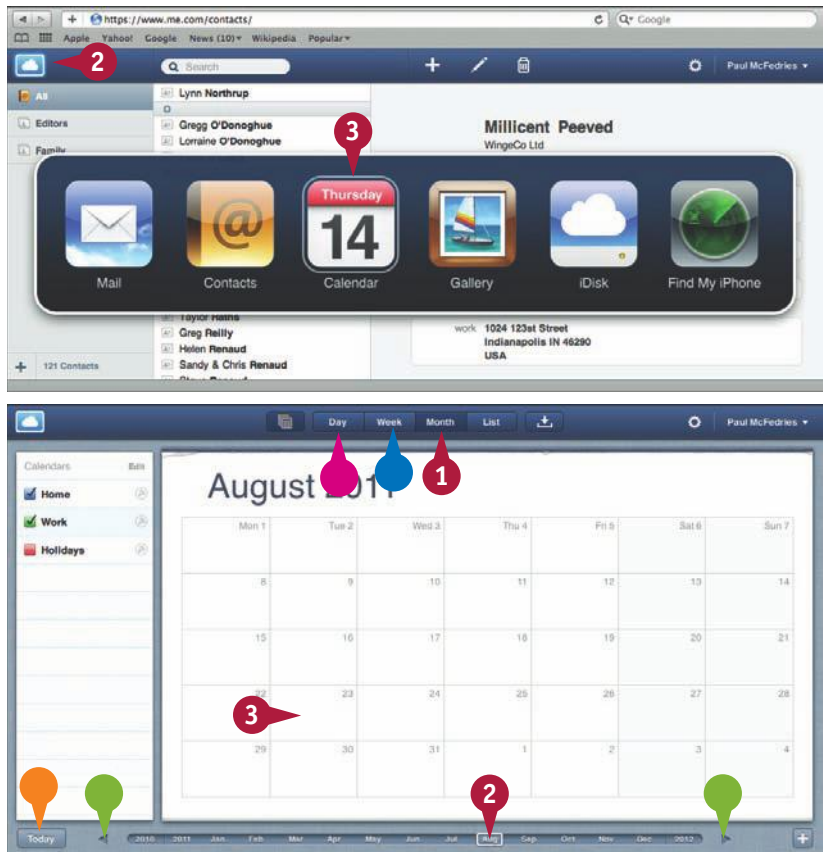 https://www.me.com/contacts/
Google
Apple Yahoo! Google News (10) Wikipedia Popular
2
Search
Paul McFedries
All
Editors
Family
Lynn Northrup
O
Gregg O'Donoghue
Lorraine O'Donoghue
3
Millicent Peeved
WingeCo Ltd
Thursday
14
Mail Contacts Calendar Gallery iDisk Find My iPhone
Greg Reilly
Helen Renaud
Sandy & Chris Renaud
work 1024 123st Street
Indianapolis IN 46290
USA
121 Contacts
Day Week Month List
Paul McFedries
1
Calendars Edit
Home
Work
Holidays
August 2011
Mon 1 Tue 2 Wed 3 Thu 4 Fri 5 Sat 6 Sun 7
8 9 10 11 12 13 14
15 16 17 18 19 20 21
22 23 24 25 26 27 28
3
29 30 31 1 2 3 4
2
Today
2010 2011 Jan Feb Mar Apr May Jun Jul Aug Sep Oct Nov Dec 2012